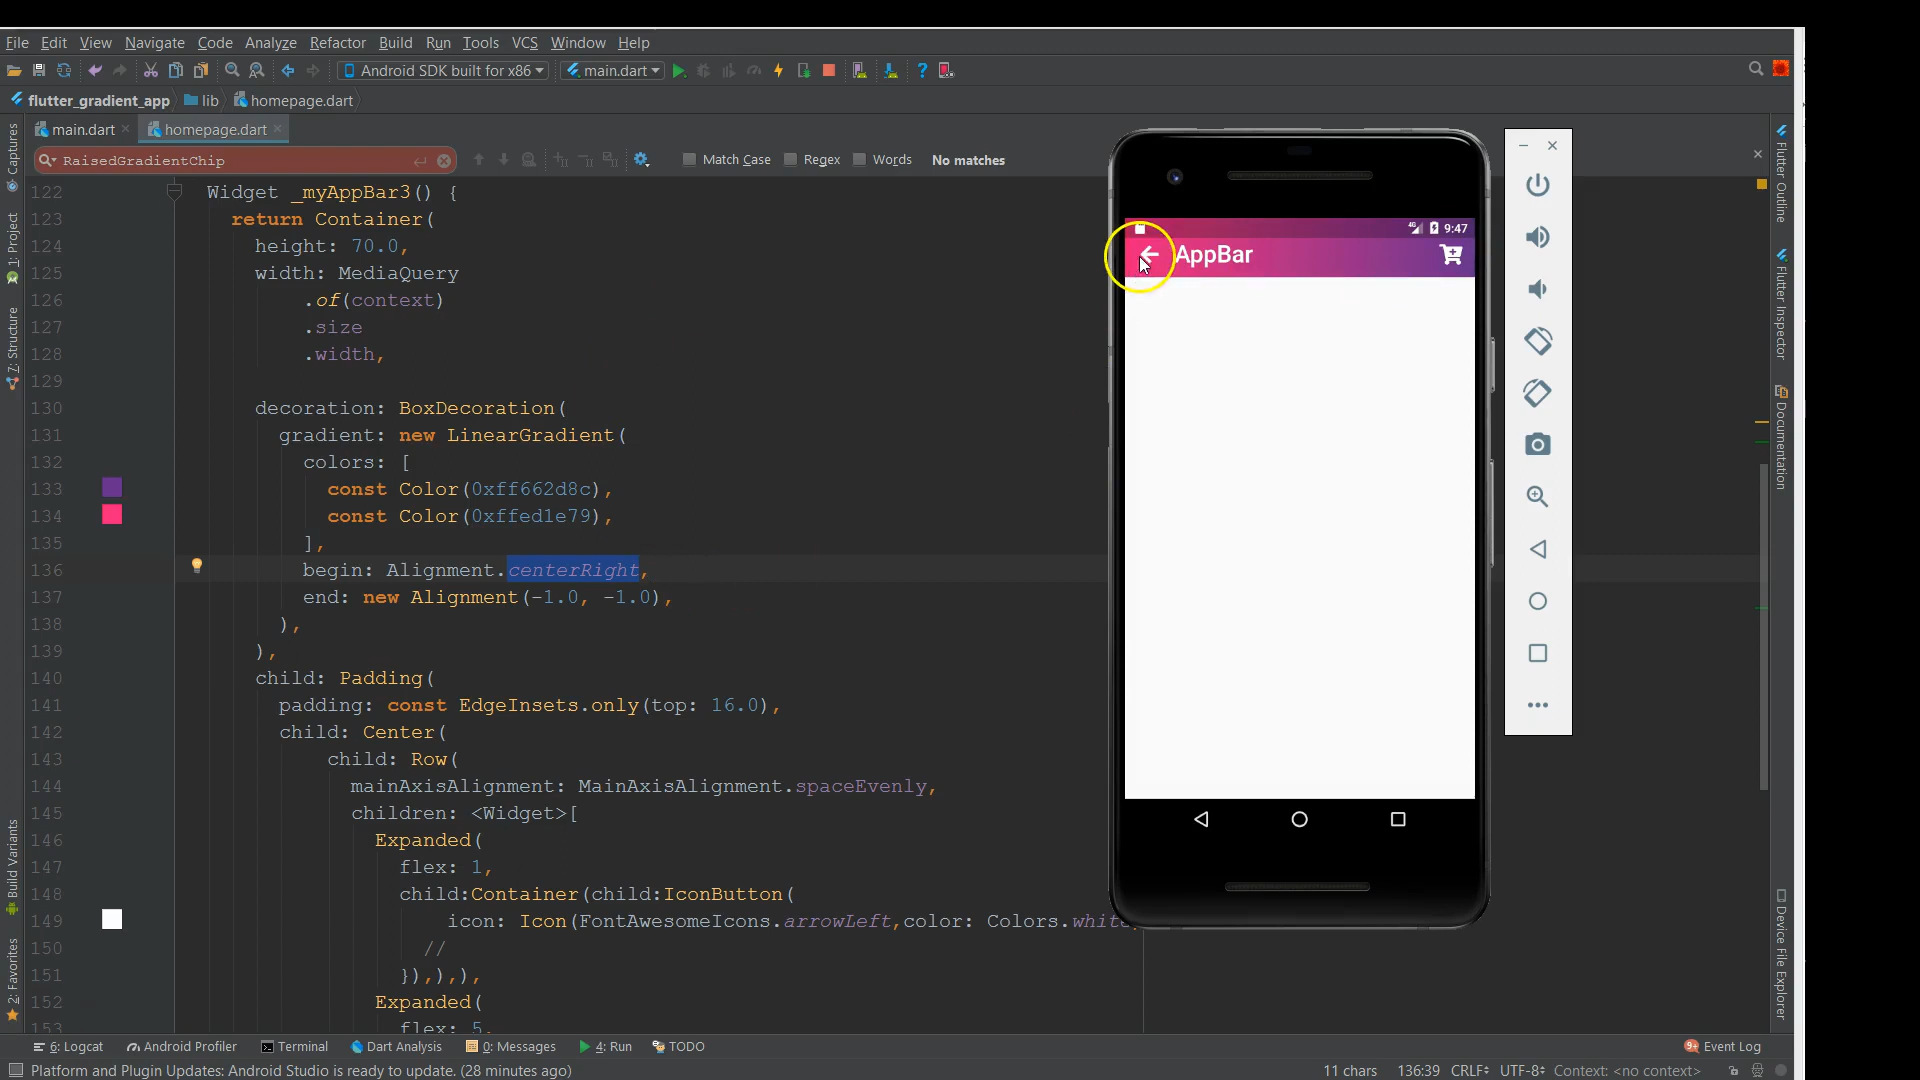 File Edit View Navigate Code Analyze Refactor Build Run Tools VCS Window Help
Android SDK built for x86 main.dart
flutter_gradient_app lib homepage.dart
main.dart homepage.dart
RaisedGradientChip Match Case Regex Words No matches
122 Widget _myAppBar3() {
123 return Container(
124 height: 70.0,
125 width: MediaQuery
126 .of(context)
127 .size
128 .width,
129
130 decoration: BoxDecoration(
131 gradient: new LinearGradient(
132 colors: [
133 const Color(0xff662d8c),
134 const Color(0xffed1e79),
135 ],
136 begin: Alignment.centerRight,
137 end: new Alignment(-1.0, -1.0),
138 ),
139 ),
140 child: Padding(
141 padding: const EdgeInsets.only(top: 16.0),
142 child: Center(
143 child: Row(
144 mainAxisAlignment: MainAxisAlignment.spaceEvenly,
145 children: <Widget>[
146 Expanded(
147 flex: 1,
148 child:Container(child:IconButton(
149 icon: Icon(FontAwesomeIcons.arrowLeft,color: Colors.white,
150 //
151 }),),),
152 Expanded(
153 flex: 5,
4G 9:47
AppBar
Captures
1: Project
7: Structure
Build Variants
2: Favorites
Flutter Outline
Flutter Inspector
Documentation
Device File Explorer
6: Logcat Android Profiler Terminal Dart Analysis 0: Messages 4: Run TODO 9+ Event Log
Platform and Plugin Updates: Android Studio is ready to update. (28 minutes ago) 11 chars 136:39 CRLF UTF-8 Context: <no context>